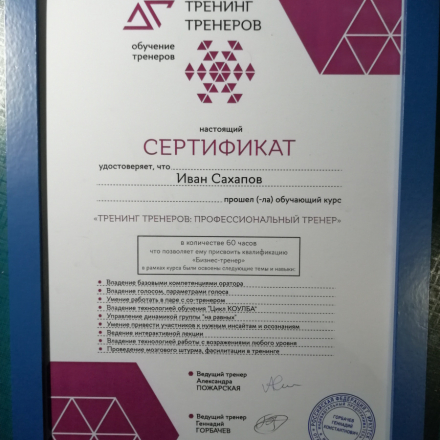 ТРЕНИНГ
ТРЕНЕРОВ
обучение
тренеров
настоящий
СЕРТИФИКАТ
удостоверяет, что
Иван Сахапов
прошел (-ла) обучающий курс
«ТРЕНИНГ ТРЕНЕРОВ: ПРОФЕССИОНАЛЬНЫЙ ТРЕНЕР»
в количестве 60 часов
что позволяет ему присвоить квалификацию
«Бизнес-тренер»
в рамках курса были освоены следующие темы и навыки:
Владение базовыми компетенциями оратора
Владение голосом, параметрами голоса
Умение работать в паре с со-тренером
Владение технологией обучения "Цикл КОУЛБА"
Управление динамикой группы "на равных"
Умение привести участников к нужным инсайтам и осознаниям
Ведение интерактивной лекции
Владение технологией работы с возражениями любого уровня
Проведение мозгового штурма, фасилитации в тренинге
Ведущий тренер
Александра
ПОЖАРСКАЯ
Ведущий тренер
Геннадий
ГОРБАЧЕВ
ГОРБАЧЕВ
ГЕННАДИЙ
КОНСТАНТИНОВИЧ